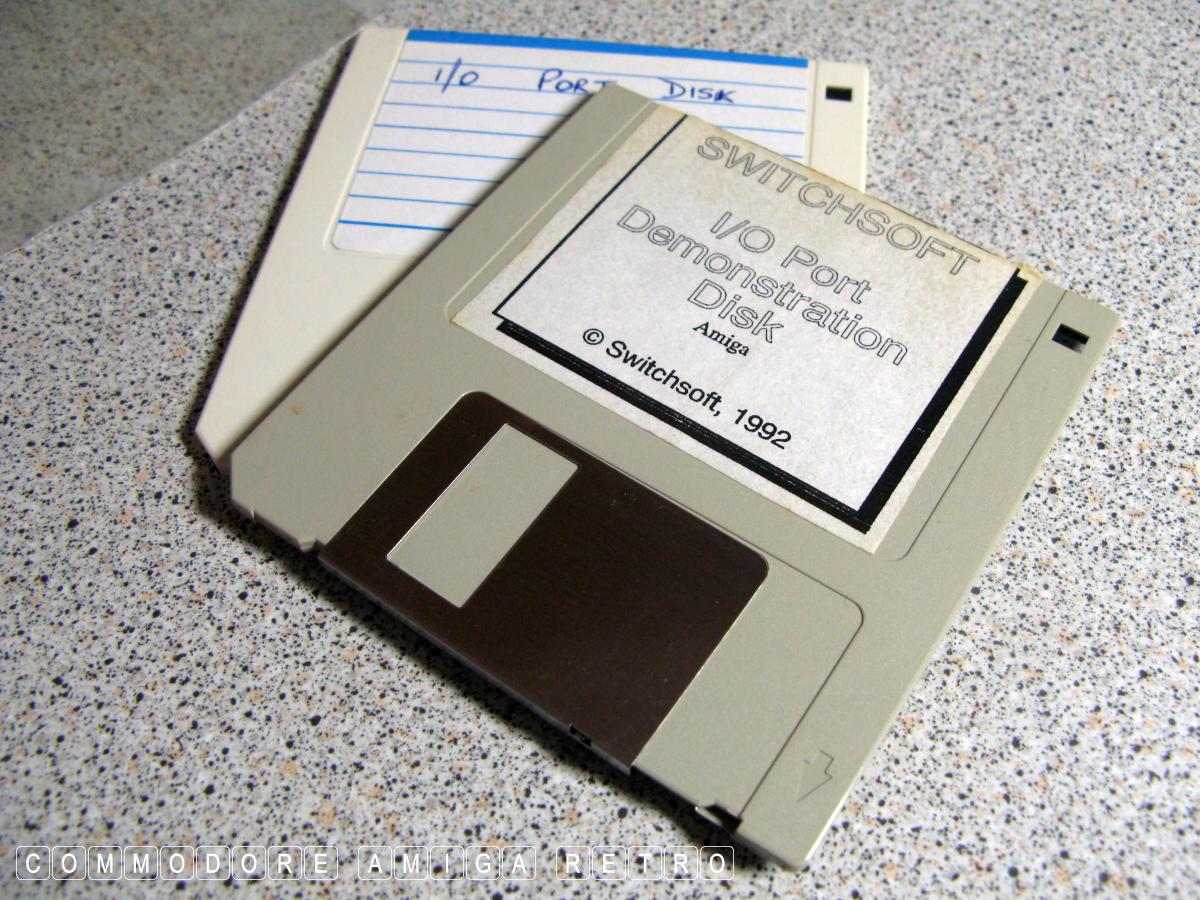 I/O PORT DISK
SWITCHSOFT
I/O Port
Demonstration
Disk
Amiga
© Switchsoft, 1992
COMMODORE AMIGA RETRO